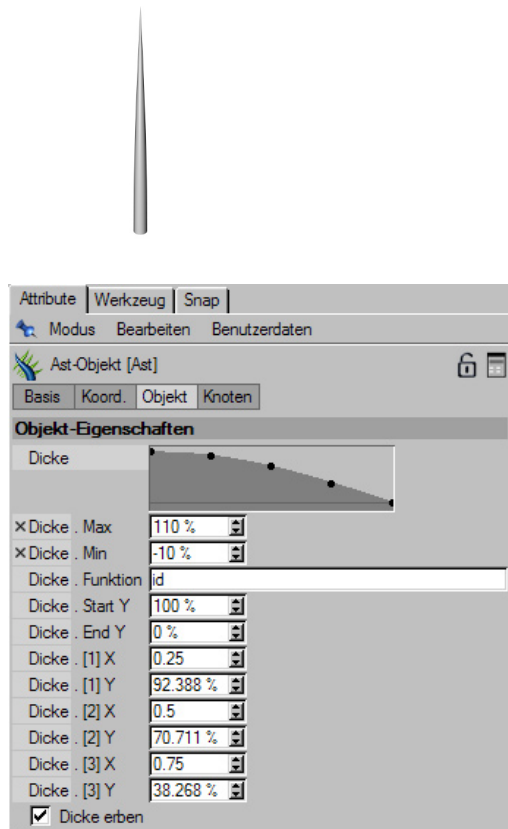 Attribute Werkzeug Snap
Modus Bearbeiten Benutzerdaten
Ast-Objekt [Ast]
Basis Koord. Objekt Knoten
Objekt-Eigenschaften
Dicke
×Dicke . Max 110 %
×Dicke . Min -10 %
Dicke . Funktion id
Dicke . Start Y 100 %
Dicke . End Y 0 %
Dicke . [1] X 0.25
Dicke . [1] Y 92.388 %
Dicke . [2] X 0.5
Dicke . [2] Y 70.711 %
Dicke . [3] X 0.75
Dicke . [3] Y 38.268 %
Dicke erben